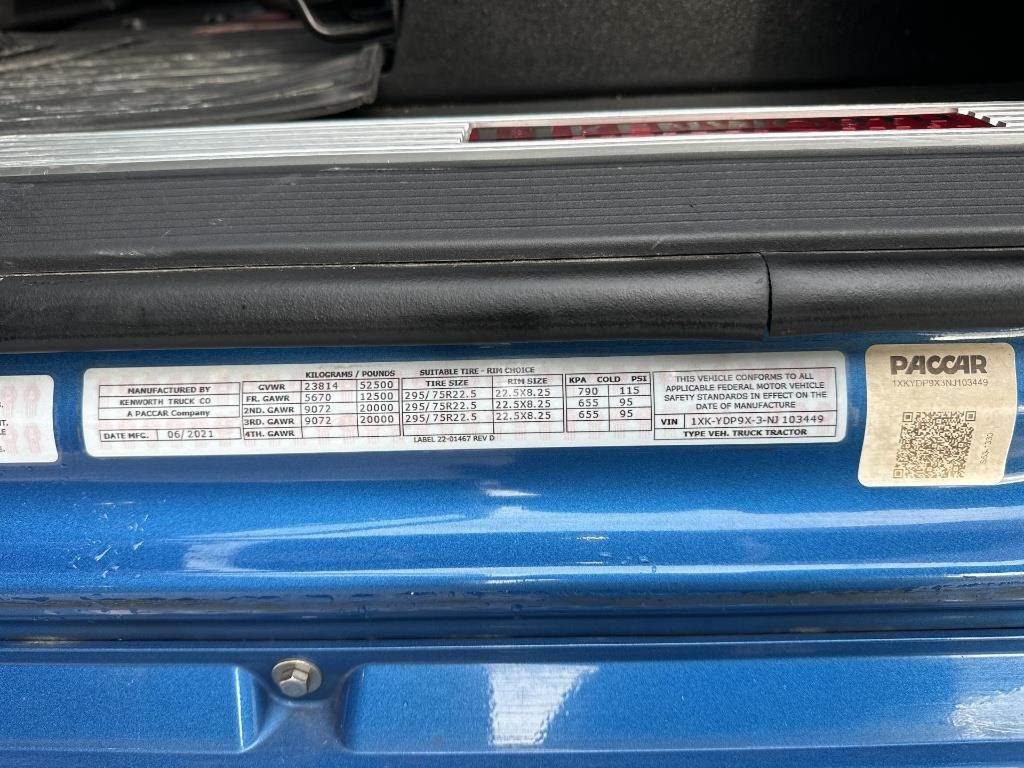 MANUFACTURED BY
KENWORTH TRUCK CO
A PACCAR Company
DATE MFG. 06/2021
KILOGRAMS / POUNDS
GVWR 23814 52500
FR. GAWR 5670 12500
2ND. GAWR 9072 20000
3RD. GAWR 9072 20000
4TH. GAWR
SUITABLE TIRE - RIM CHOICE
TIRE SIZE RIM SIZE
295/75R22.5 22.5X8.25
295/75R22.5 22.5X8.25
295/75R22.5 22.5X8.25
KPA COLD PSI
790 115
655 95
655 95
LABEL 22-01467 REV D
THIS VEHICLE CONFORMS TO ALL
APPLICABLE FEDERAL MOTOR VEHICLE
SAFETY STANDARDS IN EFFECT ON THE
DATE OF MANUFACTURE
VIN 1XK-YDP9X-3-NJ 103449
TYPE VEH. TRUCK TRACTOR
PACCAR
1XKYDP9X3NJ103449